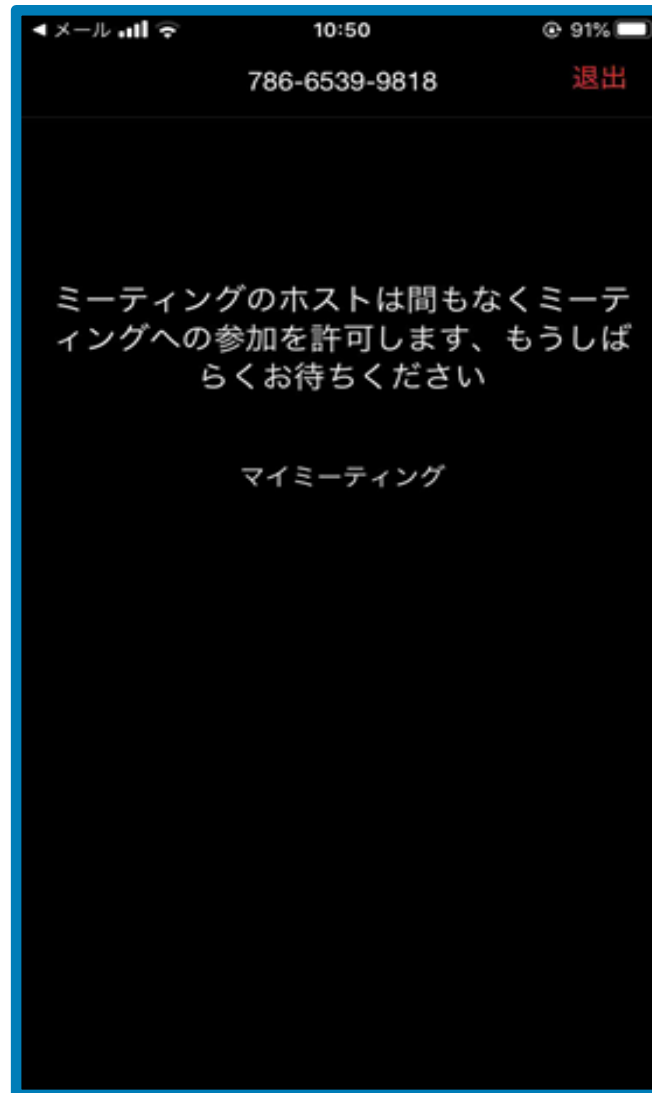 ◀ メール 10:50 91%
786-6539-9818 退出
ミーティングのホストは間もなくミーテ
ィングへの参加を許可します、もうしば
らくお待ちください
マイミーティング